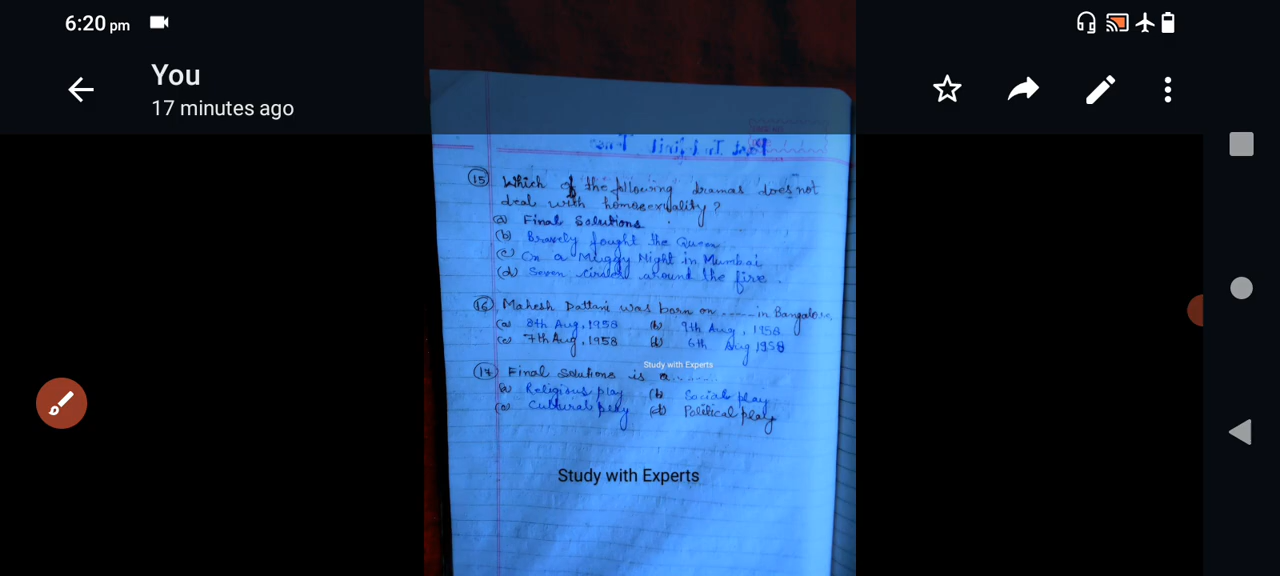 6:20 pm
You
17 minutes ago
15 Which of the following dramas does not
deal with homosexuality?
(a) Final Solutions
(b) Bravely fought the Queen
(c) On a Muggy Night in Mumbai
(d) Seven circles around the fire.
16 Mahesh Dattani was born on ...... in Bangalore.
(a) 8th Aug, 1958 (b) 9th Aug, 1958
(c) 7th Aug, 1958 (d) 6th Aug 1958
Study with Experts
17 Final Solutions is a........
(a) Religious play (b) Social play
(c) Cultural play (d) Political play
Study with Experts